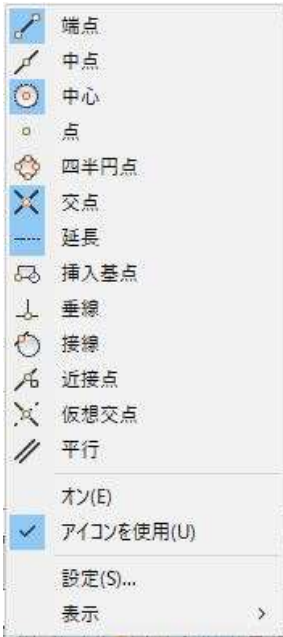 端点
中点
中心
点
四半円点
交点
延長
挿入基点
垂線
接線
近接点
仮想交点
平行
オン(E)
アイコンを使用(U)
設定(S)...
表示